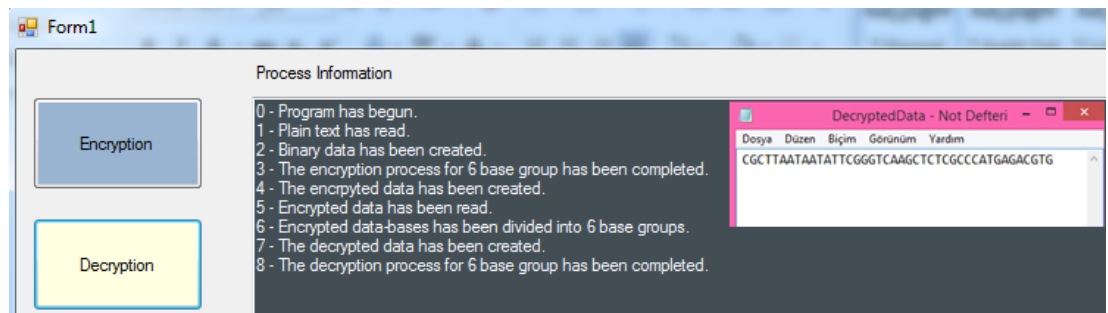 Form1
Process Information
Encryption
Decryption
0 - Program has begun.
1 - Plain text has read.
2 - Binary data has been created.
3 - The encryption process for 6 base group has been completed.
4 - The encrpyted data has been created.
5 - Encrypted data has been read.
6 - Encrypted data-bases has been divided into 6 base groups.
7 - The decrypted data has been created.
8 - The decryption process for 6 base group has been completed.
DecryptedData - Not Defteri
Dosya Düzen Biçim Görünüm Yardım
CGCTTAATAATATTCGGGTCAAGCTCTCGCCCATGAGACGTG